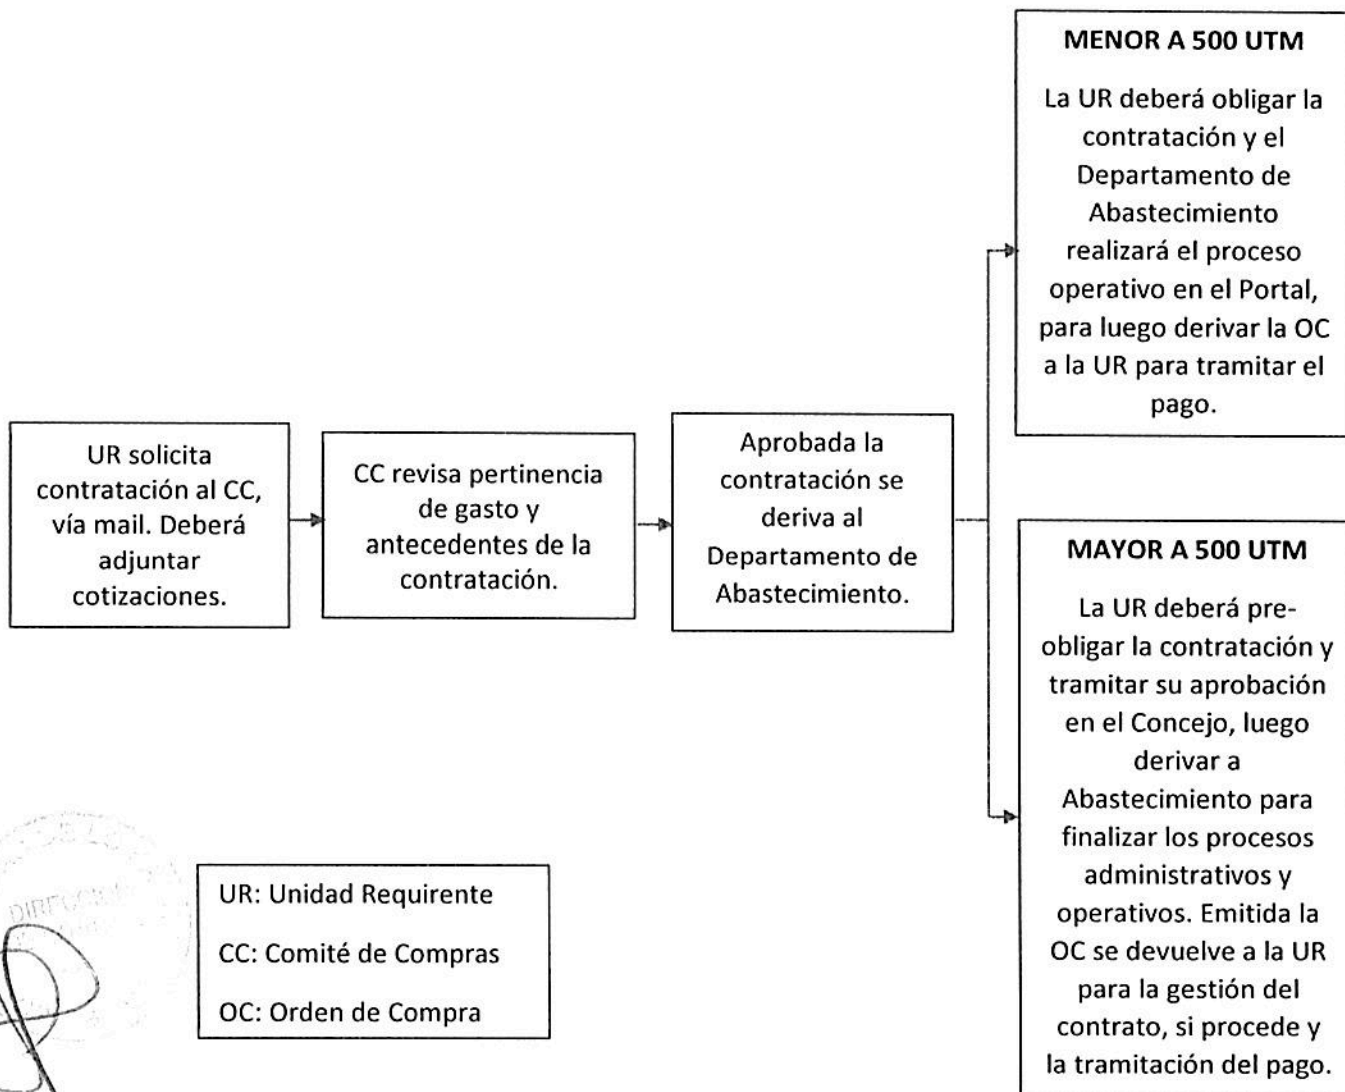 UR solicita
contratación al CC,
vía mail. Deberá
adjuntar
cotizaciones.
CC revisa pertinencia
de gasto y
antecedentes de la
contratación.
Aprobada la
contratación se
deriva al
Departamento de
Abastecimiento.
MENOR A 500 UTM
La UR deberá obligar la
contratación y el
Departamento de
Abastecimiento
realizará el proceso
operativo en el Portal,
para luego derivar la OC
a la UR para tramitar el
pago.
MAYOR A 500 UTM
La UR deberá pre-
obligar la contratación y
tramitar su aprobación
en el Concejo, luego
derivar a
Abastecimiento para
finalizar los procesos
administrativos y
operativos. Emitida la
OC se devuelve a la UR
para la gestión del
contrato, si procede y
la tramitación del pago.
UR: Unidad Requirente
CC: Comité de Compras
OC: Orden de Compra